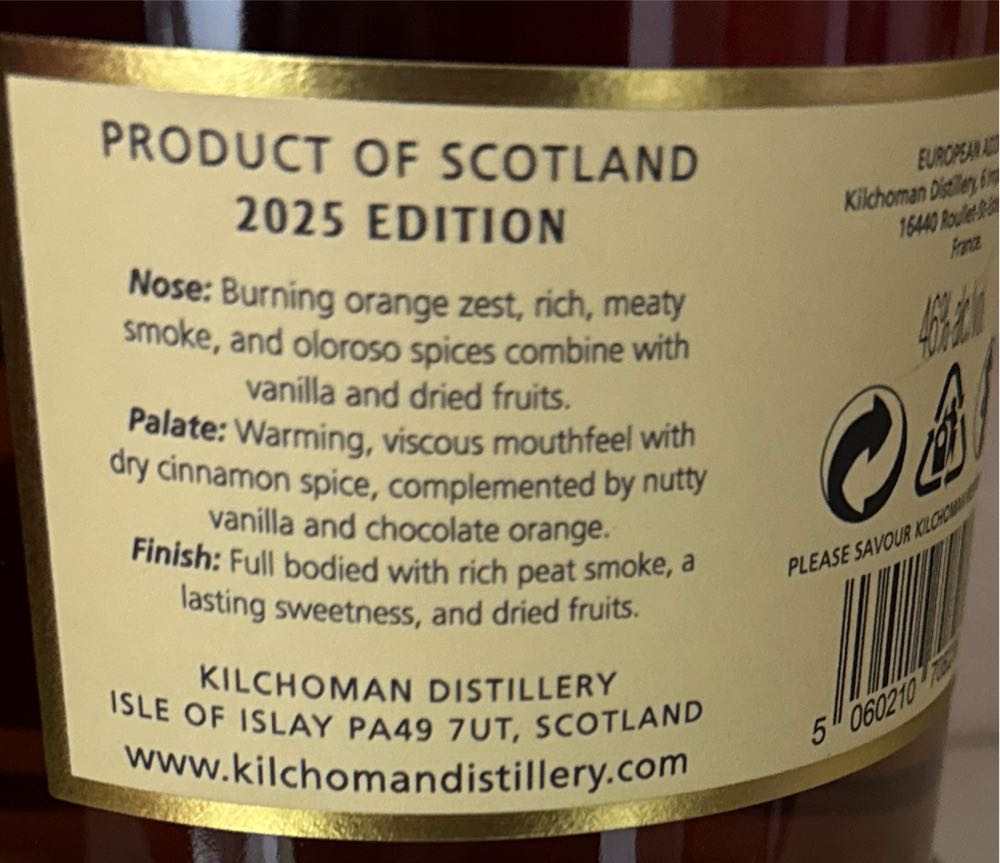 PRODUCT OF SCOTLAND
2025 EDITION
Nose: Burning orange zest, rich, meaty
smoke, and oloroso spices combine with
vanilla and dried fruits.
Palate: Warming, viscous mouthfeel with
dry cinnamon spice, complemented by nutty
vanilla and chocolate orange.
Finish: Full bodied with rich peat smoke, a
lasting sweetness, and dried fruits.
KILCHOMAN DISTILLERY
ISLE OF ISLAY PA49 7UT, SCOTLAND
www.kilchomandistillery.com
EUROPEAN
Kilchoman Distillery, 6
16440
France.
46% alc./vol.
PLEASE SAVOUR KILCHOMAN
5 060210